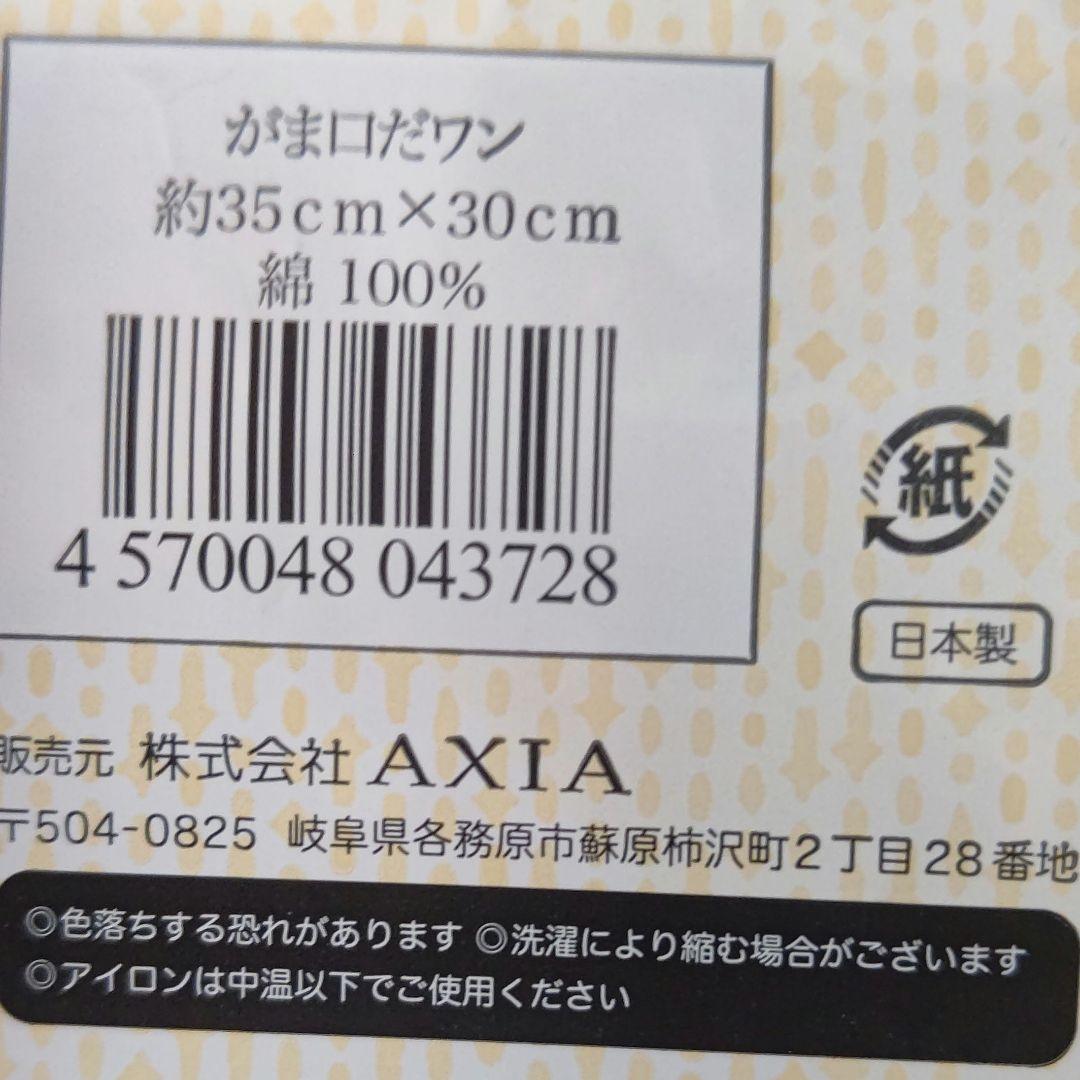 がま口だワン
約35cm×30cm
綿 100%
4 570048 043728
紙
日本製
販売元 株式会社 AXIA
〒504-0825 岐阜県各務原市蘇原柿沢町2丁目28番地
◎色落ちする恐れがあります ◎洗濯により縮む場合がございます
◎アイロンは中温以下でご使用ください